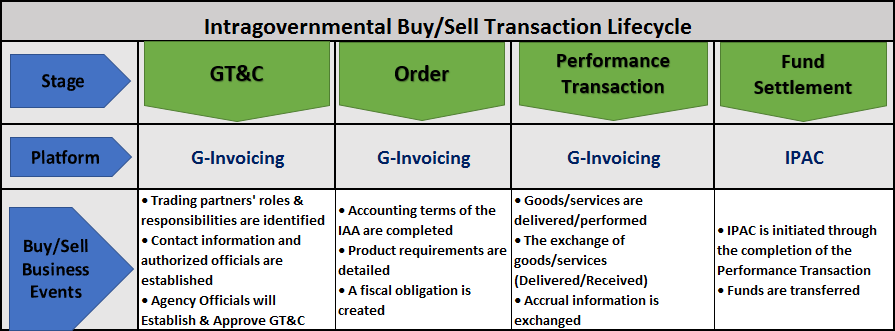 Intragovernmental Buy/Sell Transaction Lifecycle
Stage
GT&C
Order
Performance
Transaction
Fund
Settlement
Platform
G-Invoicing
G-Invoicing
G-Invoicing
IPAC
Buy/Sell
Business
Events
• Trading partners' roles &
responsibilities are identified
• Contact information and
authorized officials are
established
• Agency Officials will
Establish & Approve GT&C
• Accounting terms of the
IAA are completed
• Product requirements are
detailed
• A fiscal obligation is
created
• Goods/services are
delivered/performed
• The exchange of
goods/services
(Delivered/Received)
• Accrual information is
exchanged
• IPAC is initiated through
the completion of the
Performance Transaction
• Funds are transferred